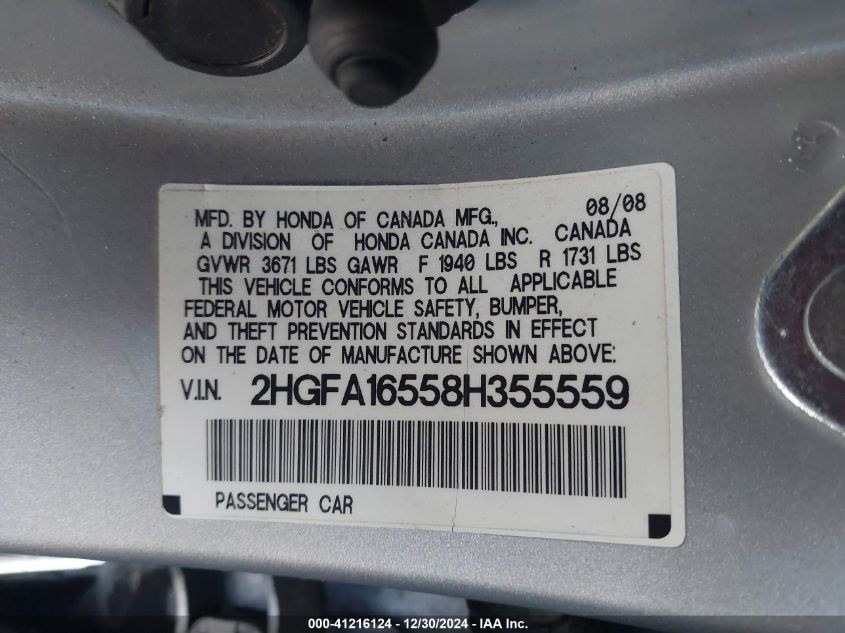 08/08
MFD. BY HONDA OF CANADA MFG.,
A DIVISION OF HONDA CANADA INC. CANADA
GVWR 3671 LBS GAWR F 1940 LBS R 1731 LBS
THIS VEHICLE CONFORMS TO ALL APPLICABLE
FEDERAL MOTOR VEHICLE SAFETY, BUMPER,
AND THEFT PREVENTION STANDARDS IN EFFECT
ON THE DATE OF MANUFACTURE SHOWN ABOVE:
V.I.N. 2HGFA16558H355559
PASSENGER CAR
000-41216124 - 12/30/2024 - IAA Inc.